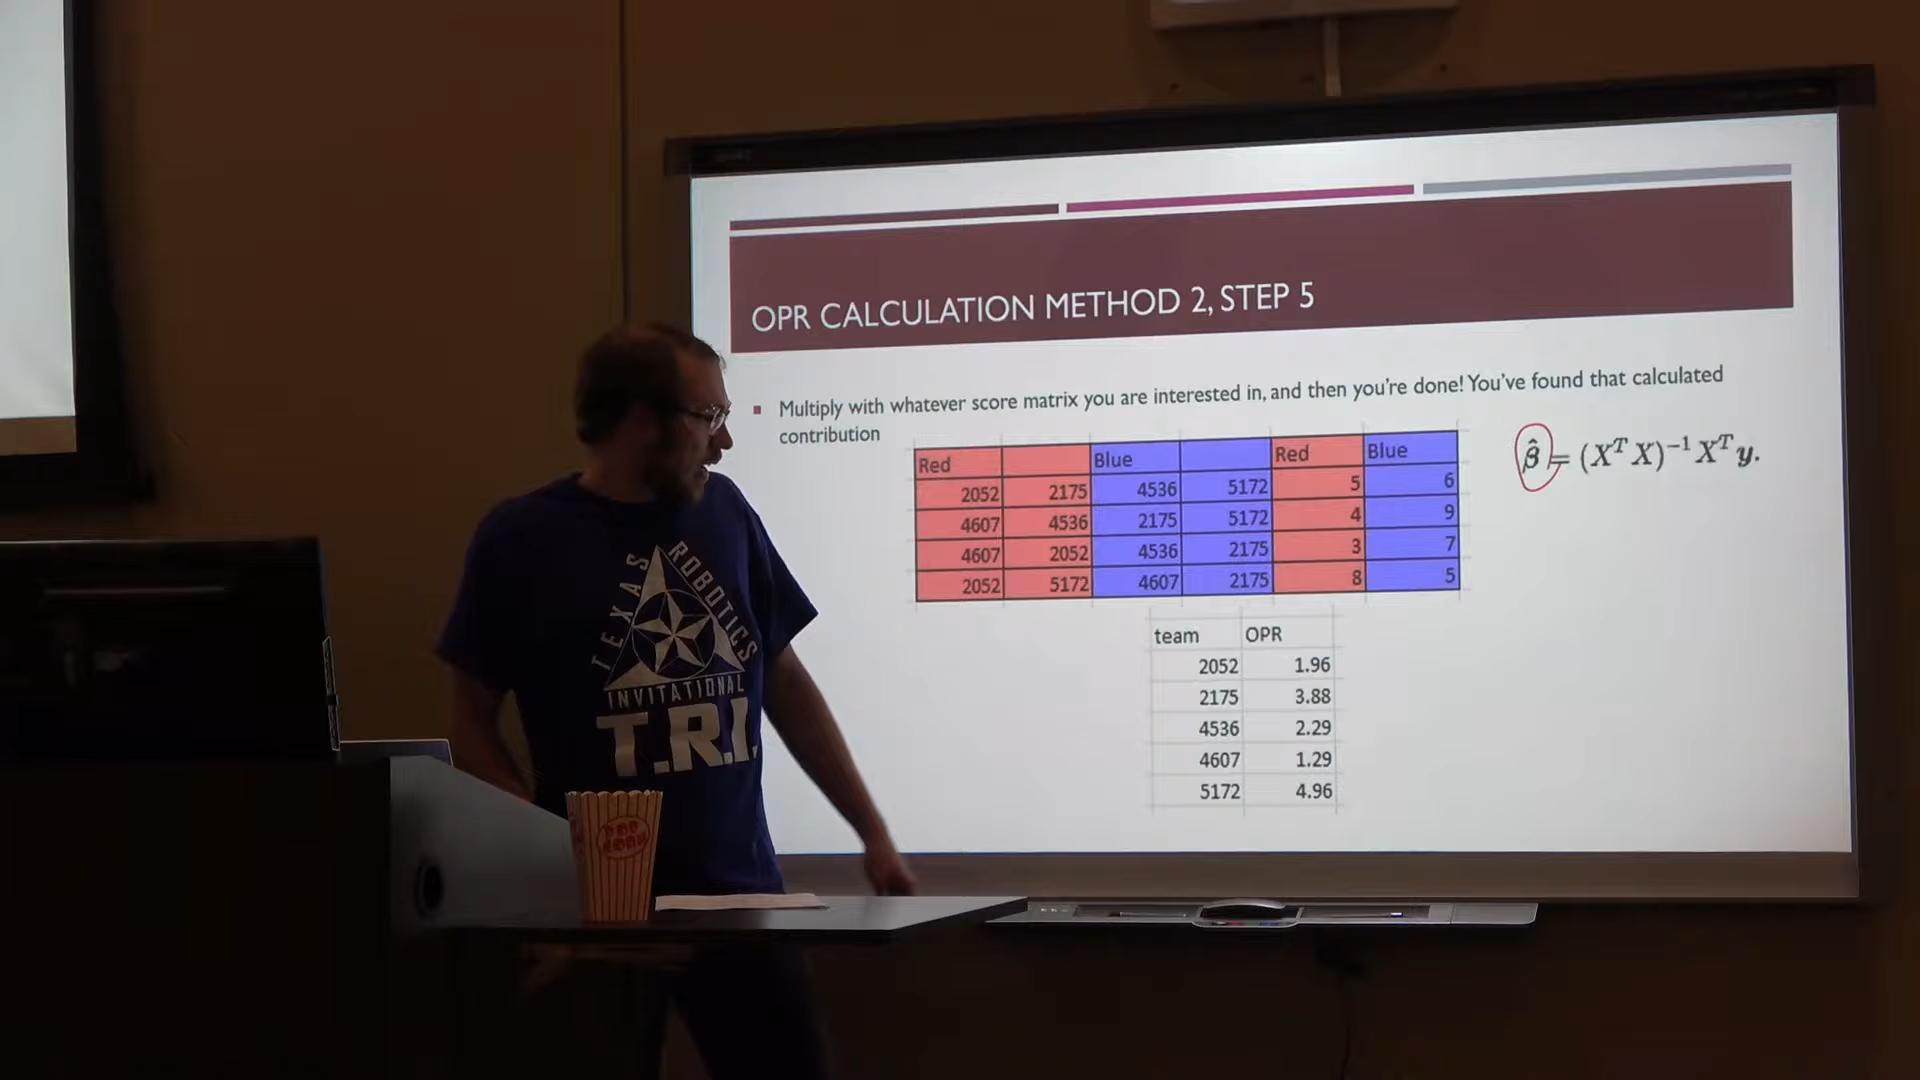 OPR CALCULATION METHOD 2, STEP 5
▪ Multiply with whatever score matrix you are interested in, and then you're done! You've found that calculated
contribution
Red Blue Red Blue
2052 2175 4536 5172 5 6
4607 4536 2175 5172 4 9
4607 2052 4536 2175 3 7
2052 5172 4607 2175 8 5
β̂ = (XᵀX)⁻¹Xᵀy.
team OPR
2052 1.96
2175 3.88
4536 2.29
4607 1.29
5172 4.96
TEXAS ROBOTICS
INVITATIONAL
T.R.I.
POP
CORN